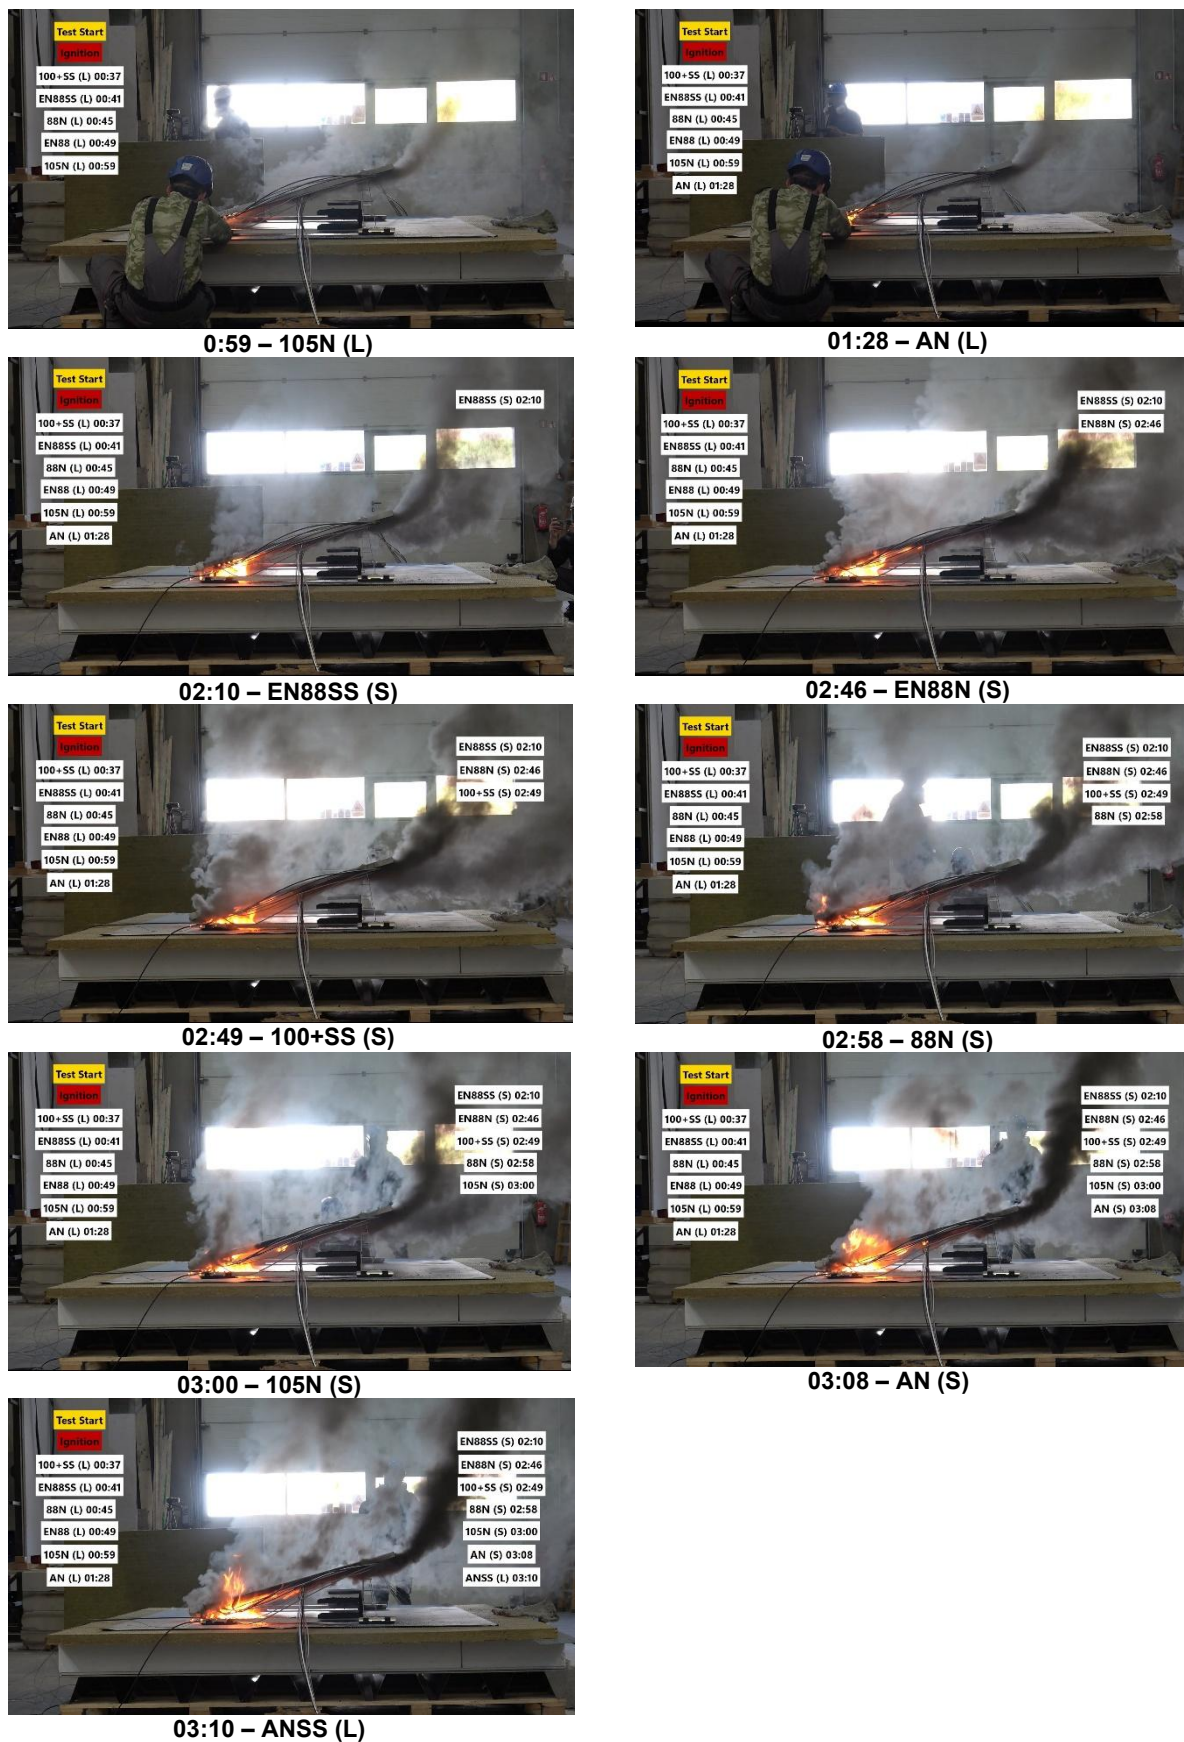 Test Start
Ignition
100+SS (L) 00:37
EN88SS (L) 00:41
88N (L) 00:45
EN88 (L) 00:49
105N (L) 00:59
0:59 – 105N (L)
Test Start
Ignition
100+SS (L) 00:37
EN88SS (L) 00:41
88N (L) 00:45
EN88 (L) 00:49
105N (L) 00:59
AN (L) 01:28
01:28 – AN (L)
Test Start
Ignition
100+SS (L) 00:37
EN88SS (L) 00:41
88N (L) 00:45
EN88 (L) 00:49
105N (L) 00:59
AN (L) 01:28
EN88SS (S) 02:10
02:10 – EN88SS (S)
Test Start
Ignition
100+SS (L) 00:37
EN88SS (L) 00:41
88N (L) 00:45
EN88 (L) 00:49
105N (L) 00:59
AN (L) 01:28
EN88SS (S) 02:10
EN88N (S) 02:46
02:46 – EN88N (S)
Test Start
Ignition
100+SS (L) 00:37
EN88SS (L) 00:41
88N (L) 00:45
EN88 (L) 00:49
105N (L) 00:59
AN (L) 01:28
EN88SS (S) 02:10
EN88N (S) 02:46
100+SS (S) 02:49
02:49 – 100+SS (S)
Test Start
Ignition
100+SS (L) 00:37
EN88SS (L) 00:41
88N (L) 00:45
EN88 (L) 00:49
105N (L) 00:59
AN (L) 01:28
EN88SS (S) 02:10
EN88N (S) 02:46
100+SS (S) 02:49
88N (S) 02:58
02:58 – 88N (S)
Test Start
Ignition
100+SS (L) 00:37
EN88SS (L) 00:41
88N (L) 00:45
EN88 (L) 00:49
105N (L) 00:59
AN (L) 01:28
EN88SS (S) 02:10
EN88N (S) 02:46
100+SS (S) 02:49
88N (S) 02:58
105N (S) 03:00
03:00 – 105N (S)
Test Start
Ignition
100+SS (L) 00:37
EN88SS (L) 00:41
88N (L) 00:45
EN88 (L) 00:49
105N (L) 00:59
AN (L) 01:28
EN88SS (S) 02:10
EN88N (S) 02:46
100+SS (S) 02:49
88N (S) 02:58
105N (S) 03:00
AN (S) 03:08
03:08 – AN (S)
Test Start
Ignition
100+SS (L) 00:37
EN88SS (L) 00:41
88N (L) 00:45
EN88 (L) 00:49
105N (L) 00:59
AN (L) 01:28
EN88SS (S) 02:10
EN88N (S) 02:46
100+SS (S) 02:49
88N (S) 02:58
105N (S) 03:00
AN (S) 03:08
ANSS (L) 03:10
03:10 – ANSS (L)